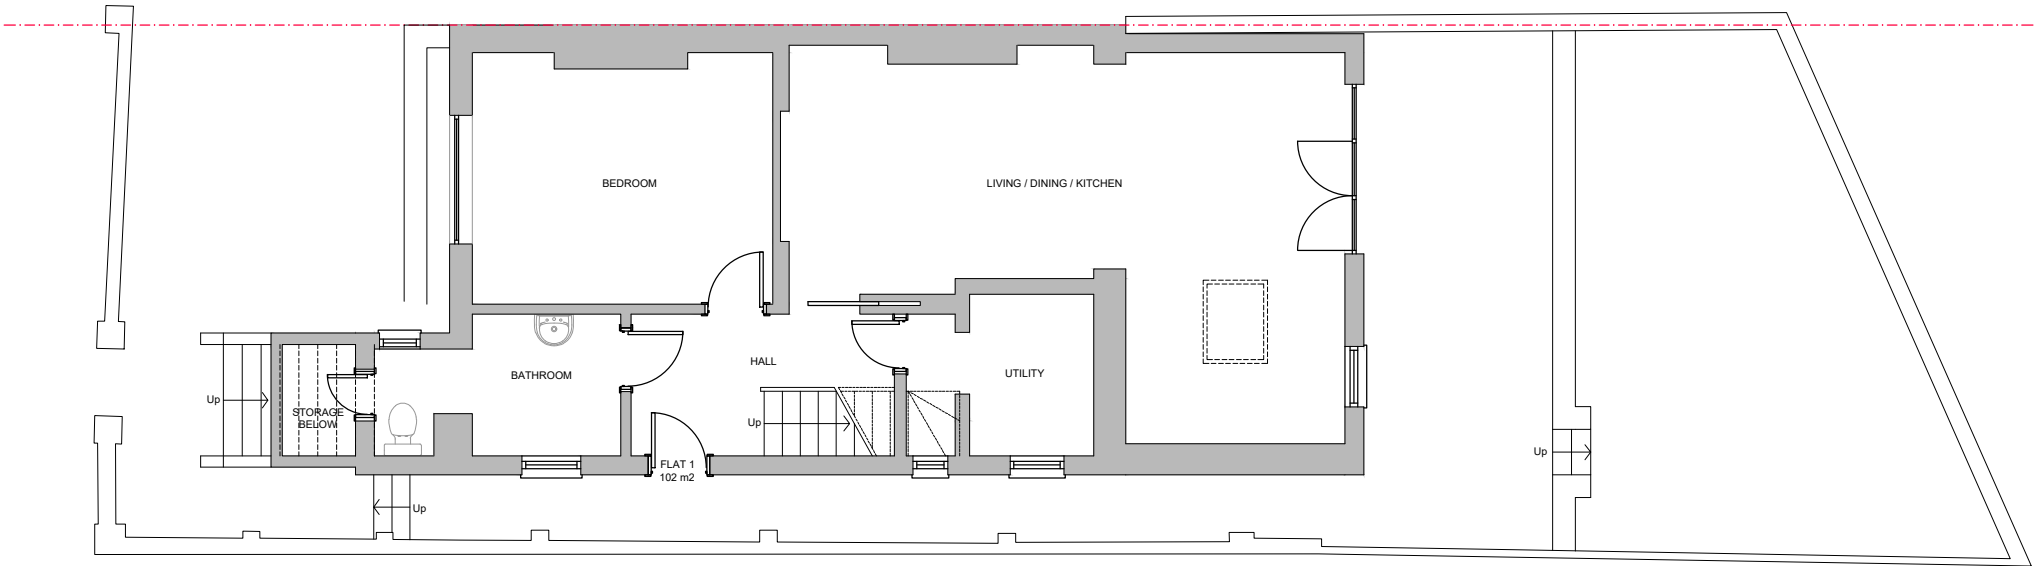 BEDROOM
LIVING / DINING / KITCHEN
HALL
BATHROOM
UTILITY
Up
STORAGE
BELOW
Up
Up
FLAT 1
102 m2
Up